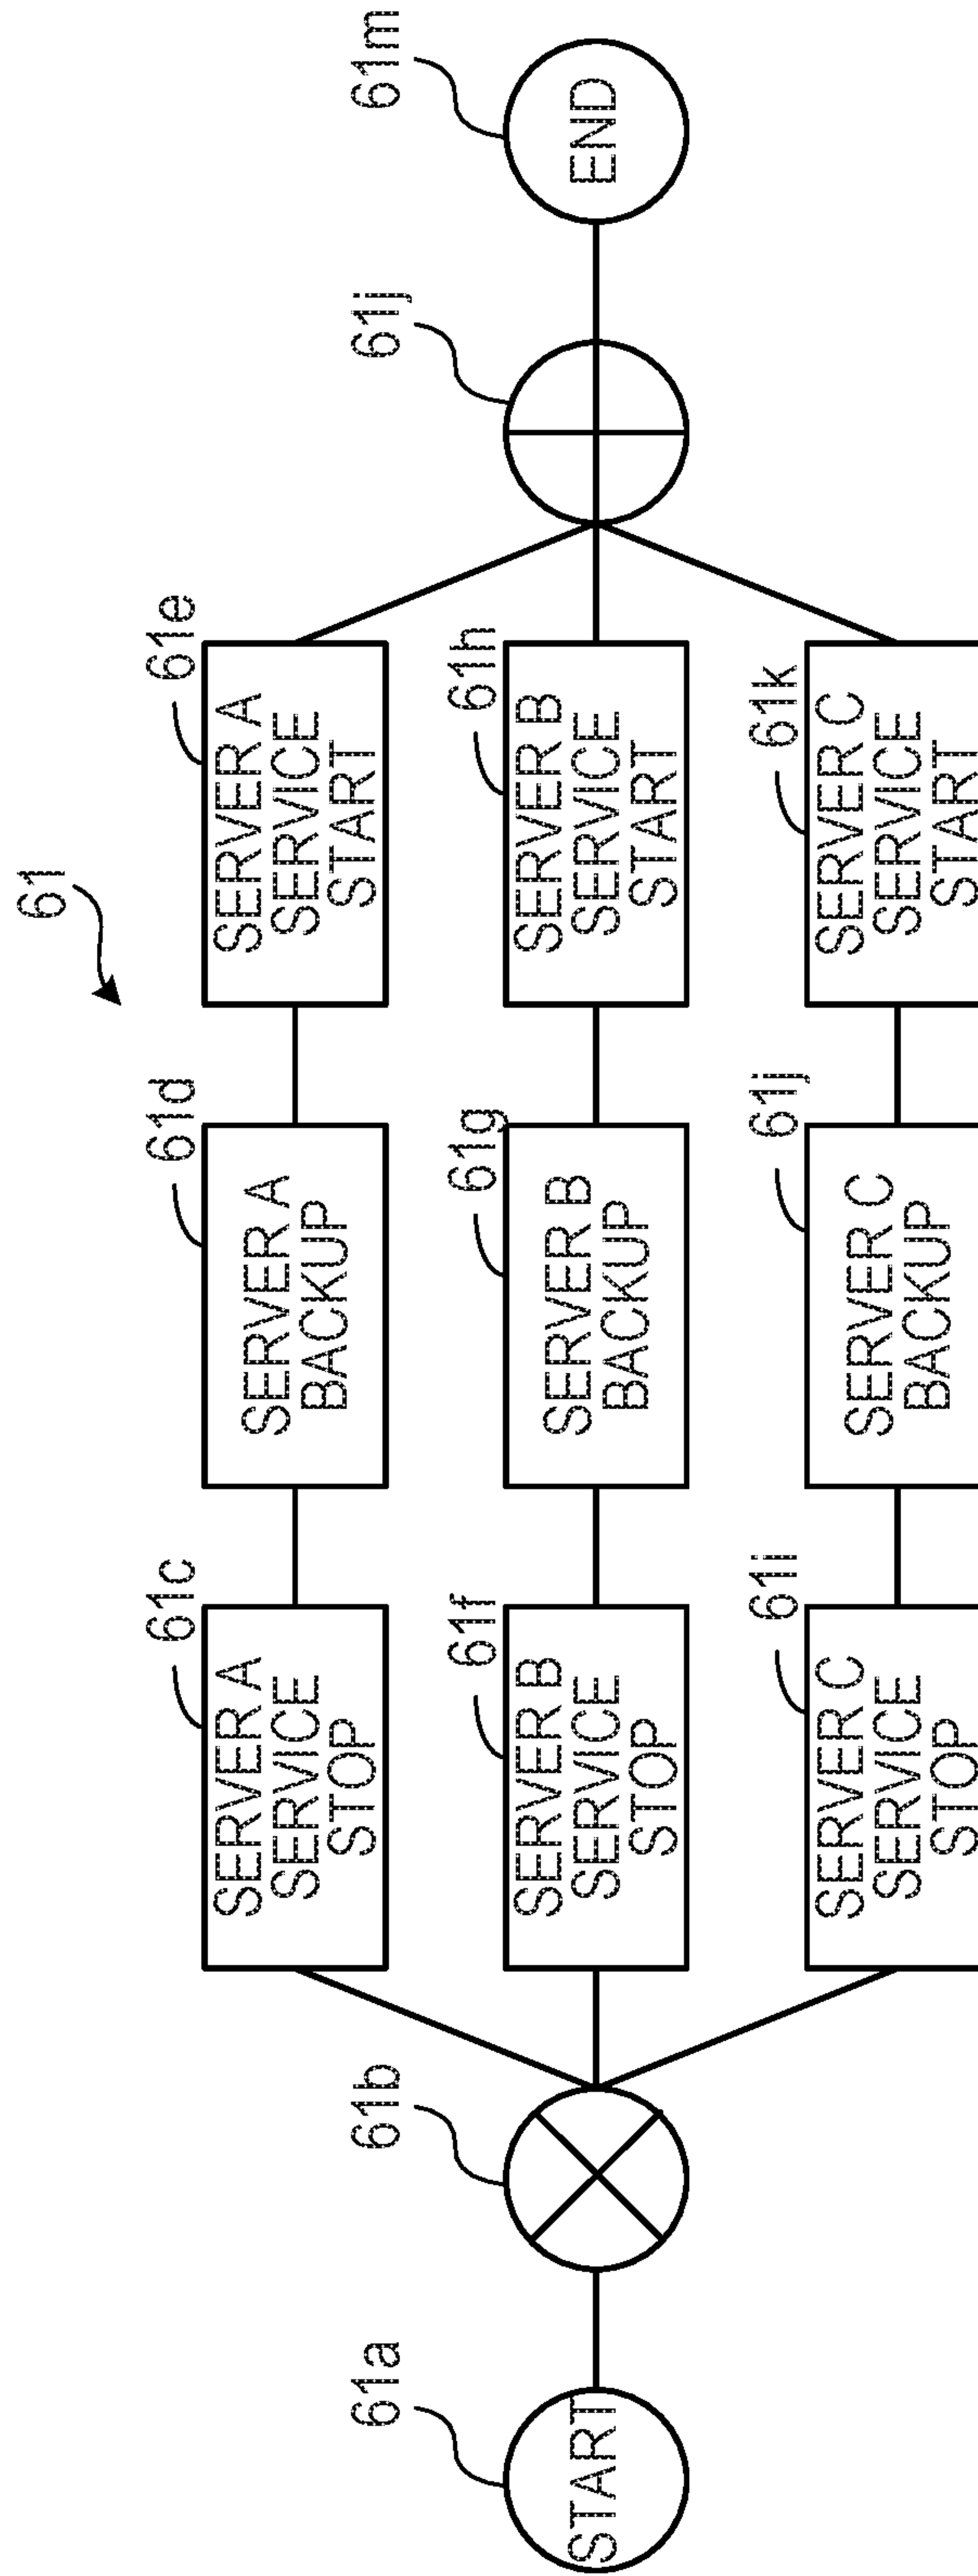 61
61c
SERVER A
SERVICE
STOP
61d
SERVER A
BACKUP
61e
SERVER A
SERVICE
START
61a
START
61b
61f
SERVER B
SERVICE
STOP
61g
SERVER B
BACKUP
61h
SERVER B
SERVICE
START
61j
61m
END
61i
SERVER C
SERVICE
STOP
61j
SERVER C
BACKUP
61k
SERVER C
SERVICE
START